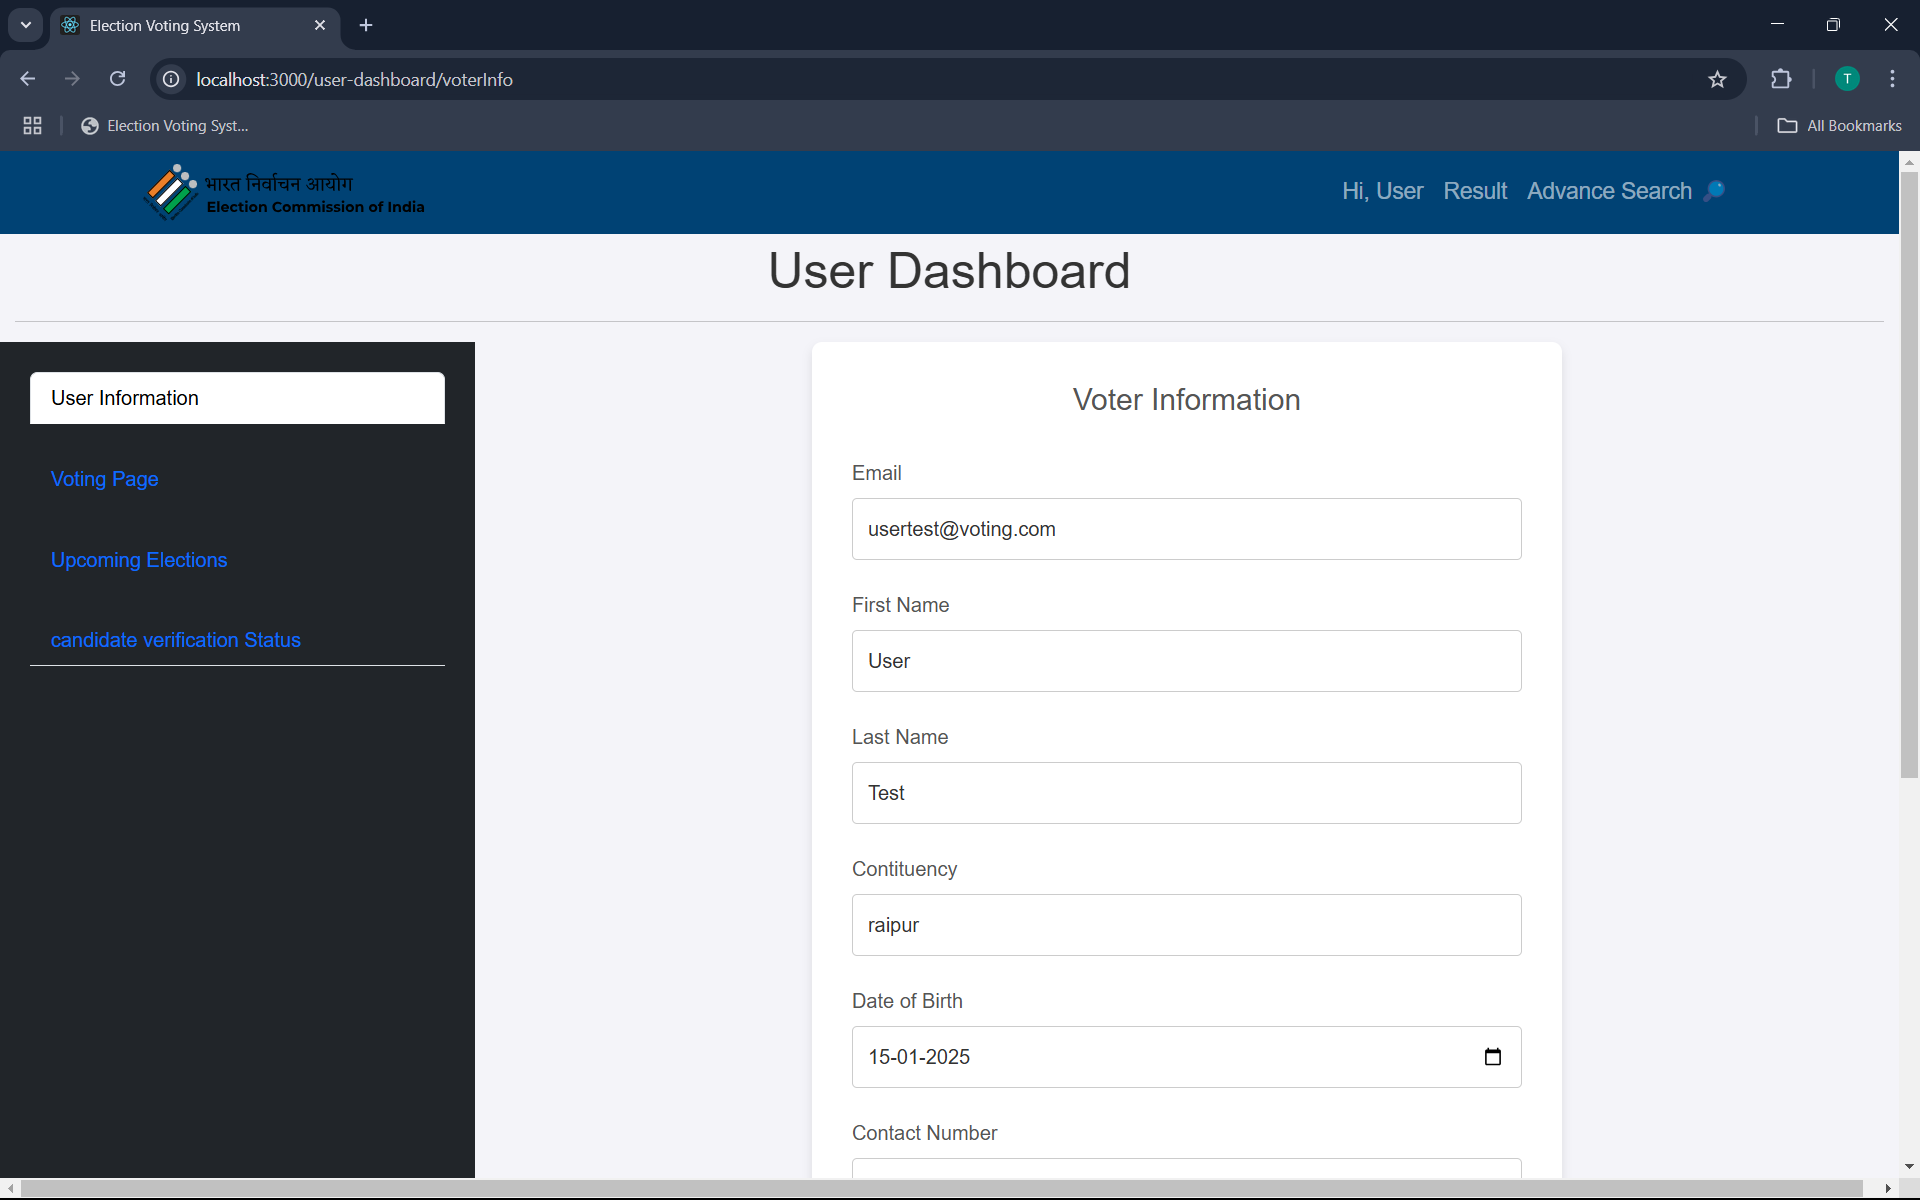 Election Voting System
localhost:3000/user-dashboard/voterInfo
T
Election Voting Syst...
All Bookmarks
भारत निर्वाचन आयोग
Election Commission of India
Hi, User
Result
Advance Search
User Dashboard
User Information
Voting Page
Upcoming Elections
candidate verification Status
Voter Information
Email
usertest@voting.com
First Name
User
Last Name
Test
Contituency
raipur
Date of Birth
15-01-2025
Contact Number